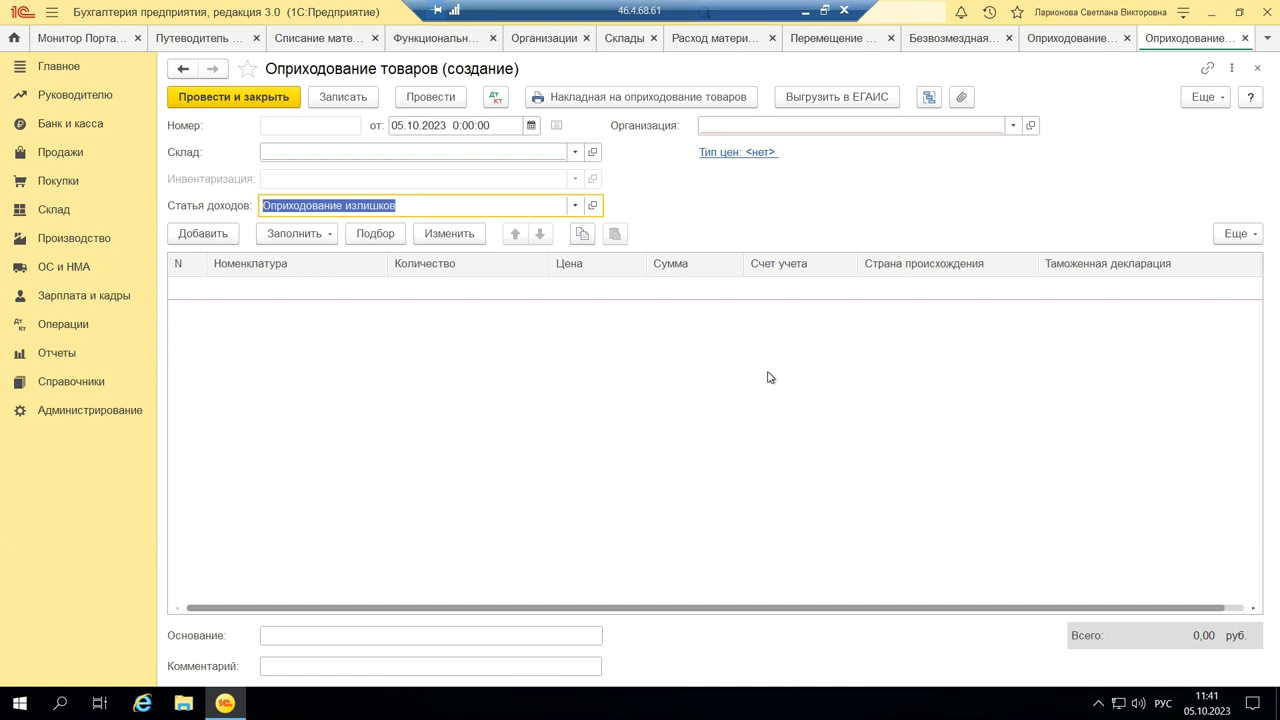 Бухгалтерия предприятия, редакция 3.0 (1С:Предприятие) 46.4.68.61 Ларионова Светлана Викторовна
Монитор Порта... Путеводитель ... Списание мате... Функциональн... Организации Склады Расход матери... Перемещение ... Безвозмездная... Оприходование... Оприходование...
Главное
Руководителю
Банк и касса
Продажи
Покупки
Склад
Производство
ОС и НМА
Зарплата и кадры
Операции
Отчеты
Справочники
Администрирование
Оприходование товаров (создание)
Провести и закрыть Записать Провести Дт Кт Накладная на оприходование товаров Выгрузить в ЕГАИС Еще ?
Номер: от: 05.10.2023 0:00:00 Организация:
Склад: Тип цен: <нет>
Инвентаризация:
Статья доходов: Оприходование излишков
Добавить Заполнить Подбор Изменить Еще
N Номенклатура Количество Цена Сумма Счет учета Страна происхождения Таможенная декларация
Основание: Всего: 0,00 руб.
Комментарий:
РУС 11:41
05.10.2023